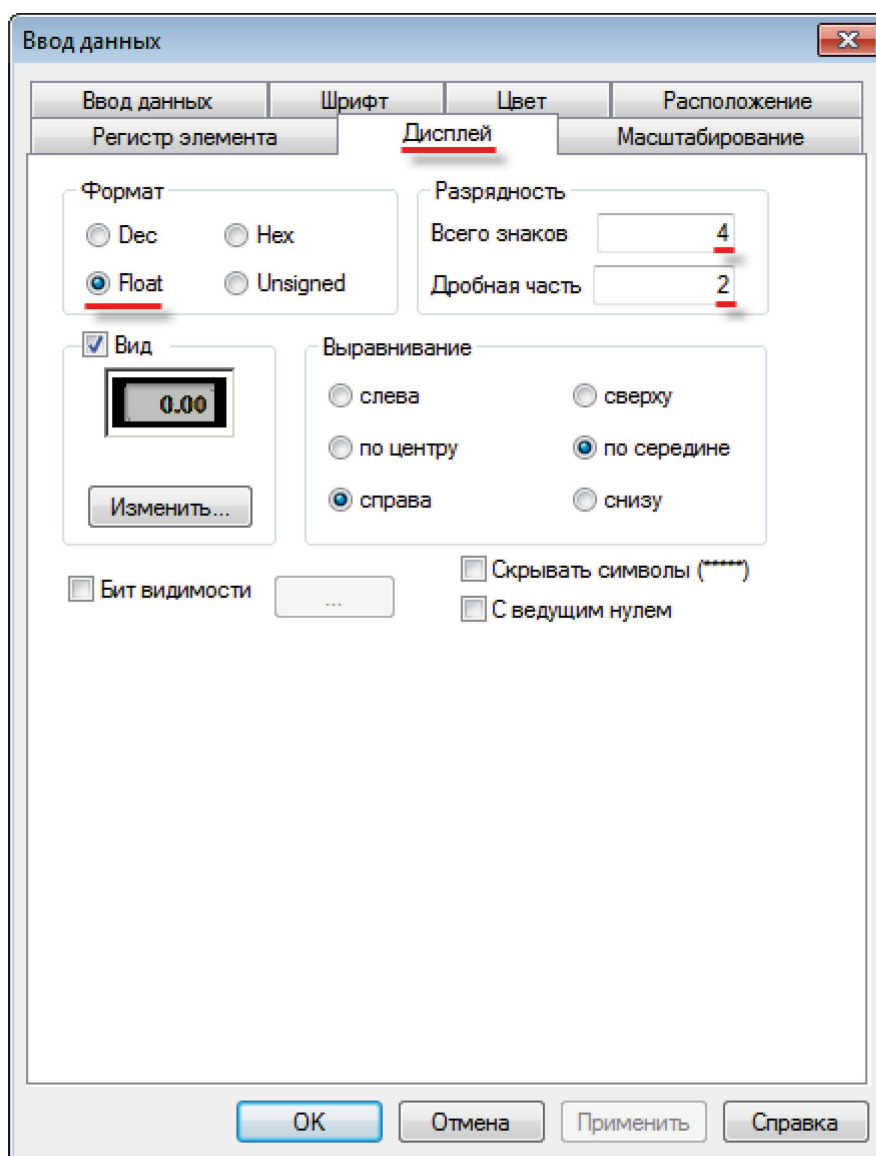 Ввод данных
Ввод данных Шрифт Цвет Расположение
Регистр элемента Дисплей Масштабирование
Формат Разрядность
Dec Hex Всего знаков 4
Float Unsigned Дробная часть 2
Вид Выравнивание
0.00 слева сверху
по центру по середине
Изменить... справа снизу
Скрывать символы (*****)
Бит видимости ...
С ведущим нулем
OK Отмена Применить Справка